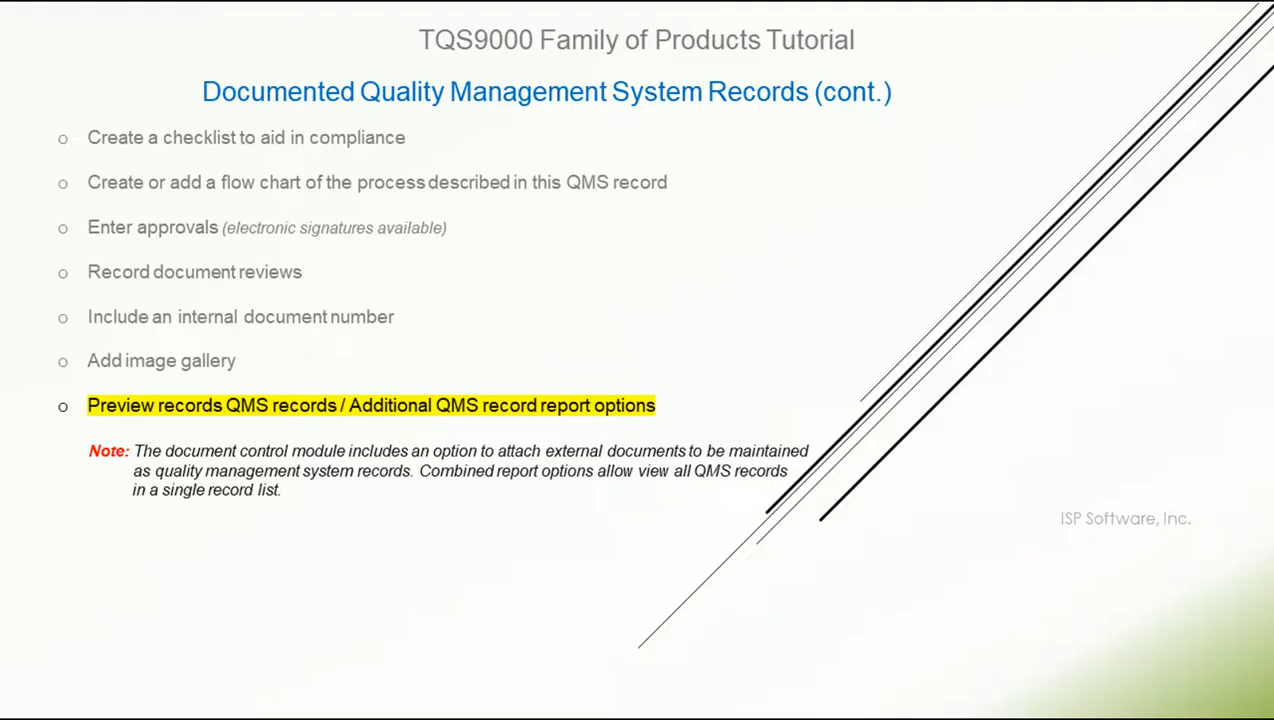 TQS9000 Family of Products Tutorial
Documented Quality Management System Records (cont.)
o Create a checklist to aid in compliance
o Create or add a flow chart of the process described in this QMS record
o Enter approvals (electronic signatures available)
o Record document reviews
o Include an internal document number
o Add image gallery
o Preview records QMS records / Additional QMS record report options
Note: The document control module includes an option to attach external documents to be maintained
as quality management system records. Combined report options allow view all QMS records
in a single record list.
ISP Software, Inc.